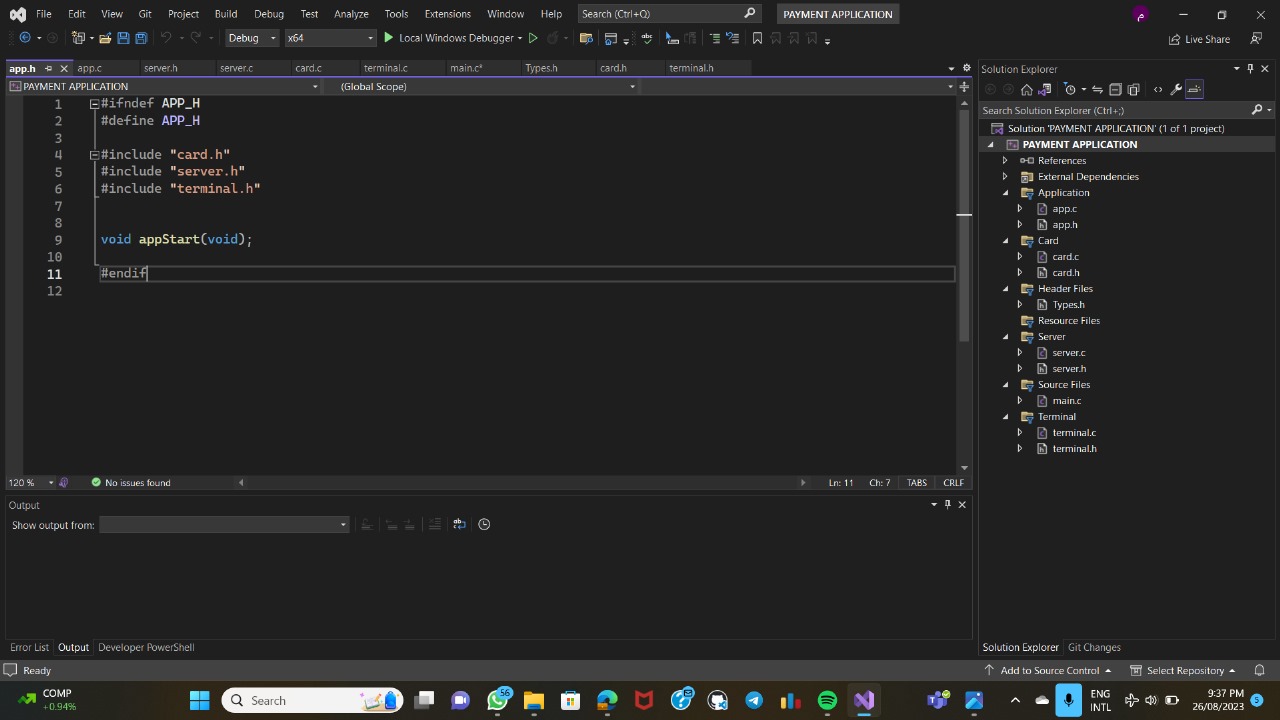 File Edit View Git Project Build Debug Test Analyze Tools Extensions Window Help Search (Ctrl+Q) PAYMENT APPLICATION م
Debug x64 Local Windows Debugger Live Share
app.h app.c server.h server.c card.c terminal.c main.c* Types.h card.h terminal.h
PAYMENT APPLICATION (Global Scope)
1 #ifndef APP_H
2 #define APP_H
3
4 #include "card.h"
5 #include "server.h"
6 #include "terminal.h"
7
8
9 void appStart(void);
10
11 #endif
12
120 % No issues found Ln: 11 Ch: 7 TABS CRLF
Output
Show output from:
Error List Output Developer PowerShell
Solution Explorer
Search Solution Explorer (Ctrl+;)
Solution 'PAYMENT APPLICATION' (1 of 1 project)
PAYMENT APPLICATION
References
External Dependencies
Application
app.c
app.h
Card
card.c
card.h
Header Files
Types.h
Resource Files
Server
server.c
server.h
Source Files
main.c
Terminal
terminal.c
terminal.h
Solution Explorer Git Changes
Ready Add to Source Control Select Repository
COMP
+0.94%
Search
56
ENG
INTL
9:37 PM
26/08/2023
5